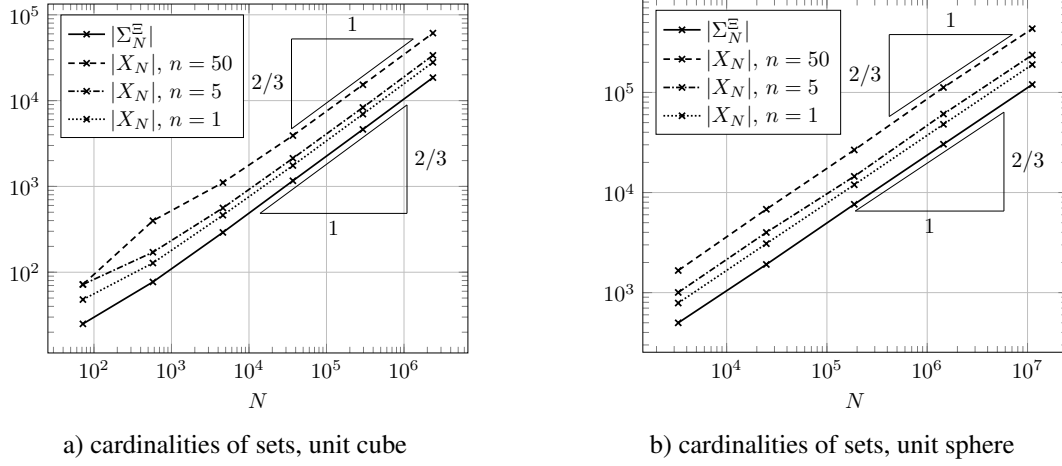 10^5
10^4
10^3
10^2
|Σ_N^Ξ|
|X_N|, n = 50
|X_N|, n = 5
|X_N|, n = 1
1
2/3
2/3
1
10^2 10^3 10^4 10^5 10^6
N
a) cardinalities of sets, unit cube
10^5
10^4
10^3
|Σ_N^Ξ|
|X_N|, n = 50
|X_N|, n = 5
|X_N|, n = 1
1
2/3
2/3
1
10^4 10^5 10^6 10^7
N
b) cardinalities of sets, unit sphere